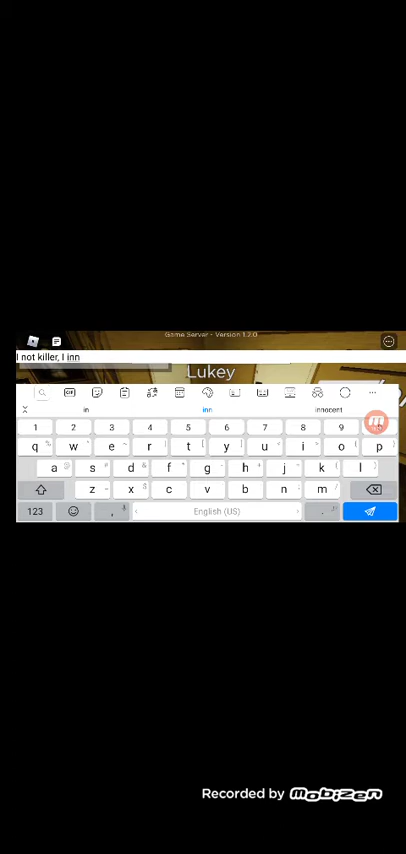 Game Server - Version 1.2.0
I not killer, I inn
Lukey
in inn innocent
1 2 3 4 5 6 7 8 9
q w e r t y u i o p
a s d f g h j k l
z x c v b n m
123 , English (US) .
Recorded by mobizen